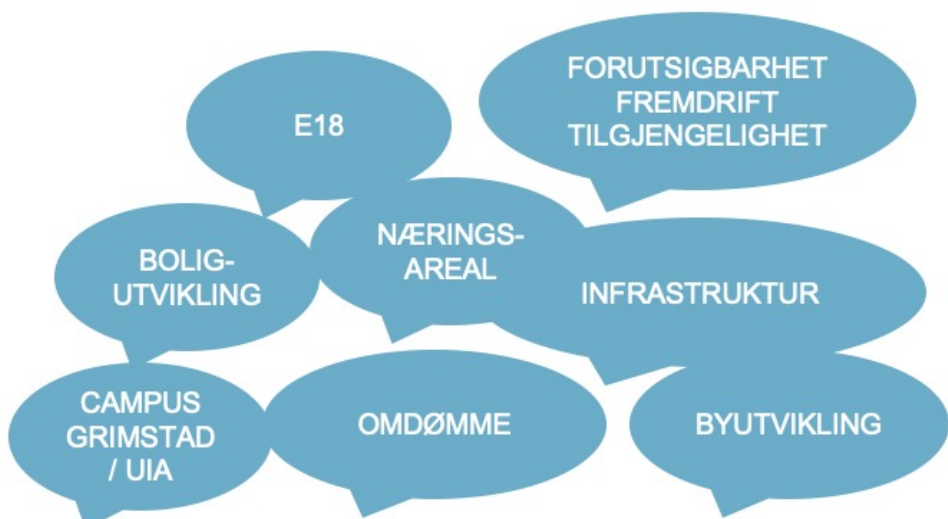 E18
FORUTSIGBARHET
FREMDRIFT
TILGJENGELIGHET
BOLIG-
UTVIKLING
NÆRINGS-
AREAL
INFRASTRUKTUR
CAMPUS
GRIMSTAD
/ UIA
OMDØMME
BYUTVIKLING